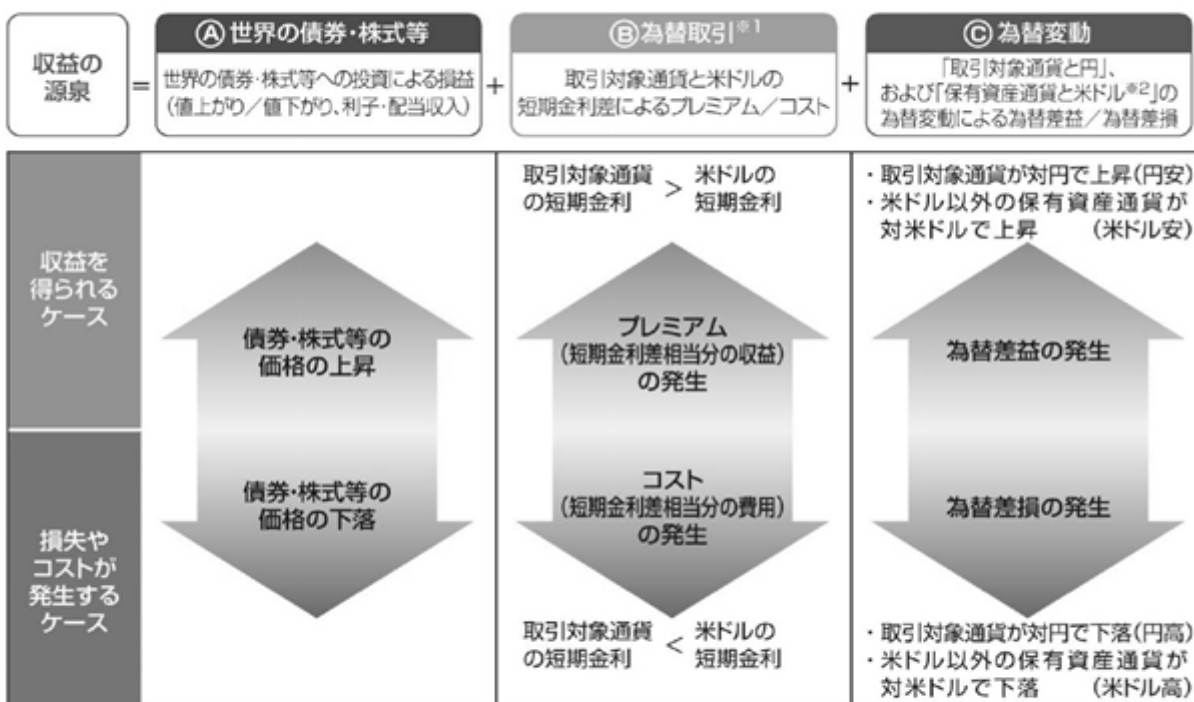 収益の
源泉
=
Ⓐ世界の債券・株式等
世界の債券・株式等への投資による損益
(値上がり/値下がり、利子・配当収入)
+
Ⓑ為替取引※1
取引対象通貨と米ドルの
短期金利差によるプレミアム/コスト
+
Ⓒ為替変動
「取引対象通貨と円」、
および「保有資産通貨と米ドル※2」の
為替変動による為替差益/為替差損
収益を
得られる
ケース
債券・株式等の
価格の上昇
取引対象通貨
の短期金利
>
米ドルの
短期金利
プレミアム
(短期金利差相当分の収益)
の発生
・取引対象通貨が対円で上昇(円安)
・米ドル以外の保有資産通貨が
対米ドルで上昇 (米ドル安)
為替差益の発生
損失や
コストが
発生する
ケース
債券・株式等の
価格の下落
コスト
(短期金利差相当分の費用)
の発生
取引対象通貨
の短期金利
<
米ドルの
短期金利
為替差損の発生
・取引対象通貨が対円で下落(円高)
・米ドル以外の保有資産通貨が
対米ドルで下落 (米ドル高)